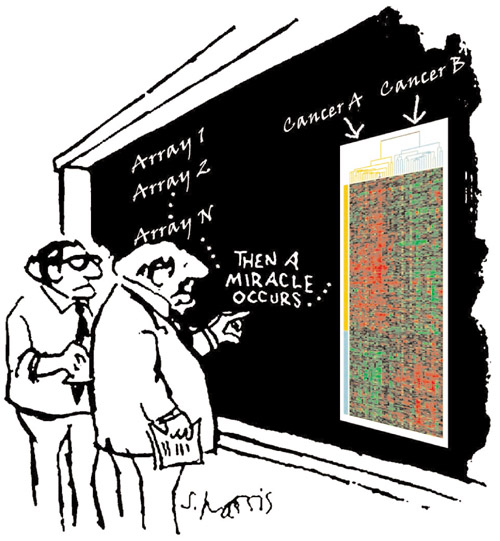 Array 1
Array 2
Array N
THEN A
MIRACLE
OCCURS
Cancer A
Cancer B
S. Harris